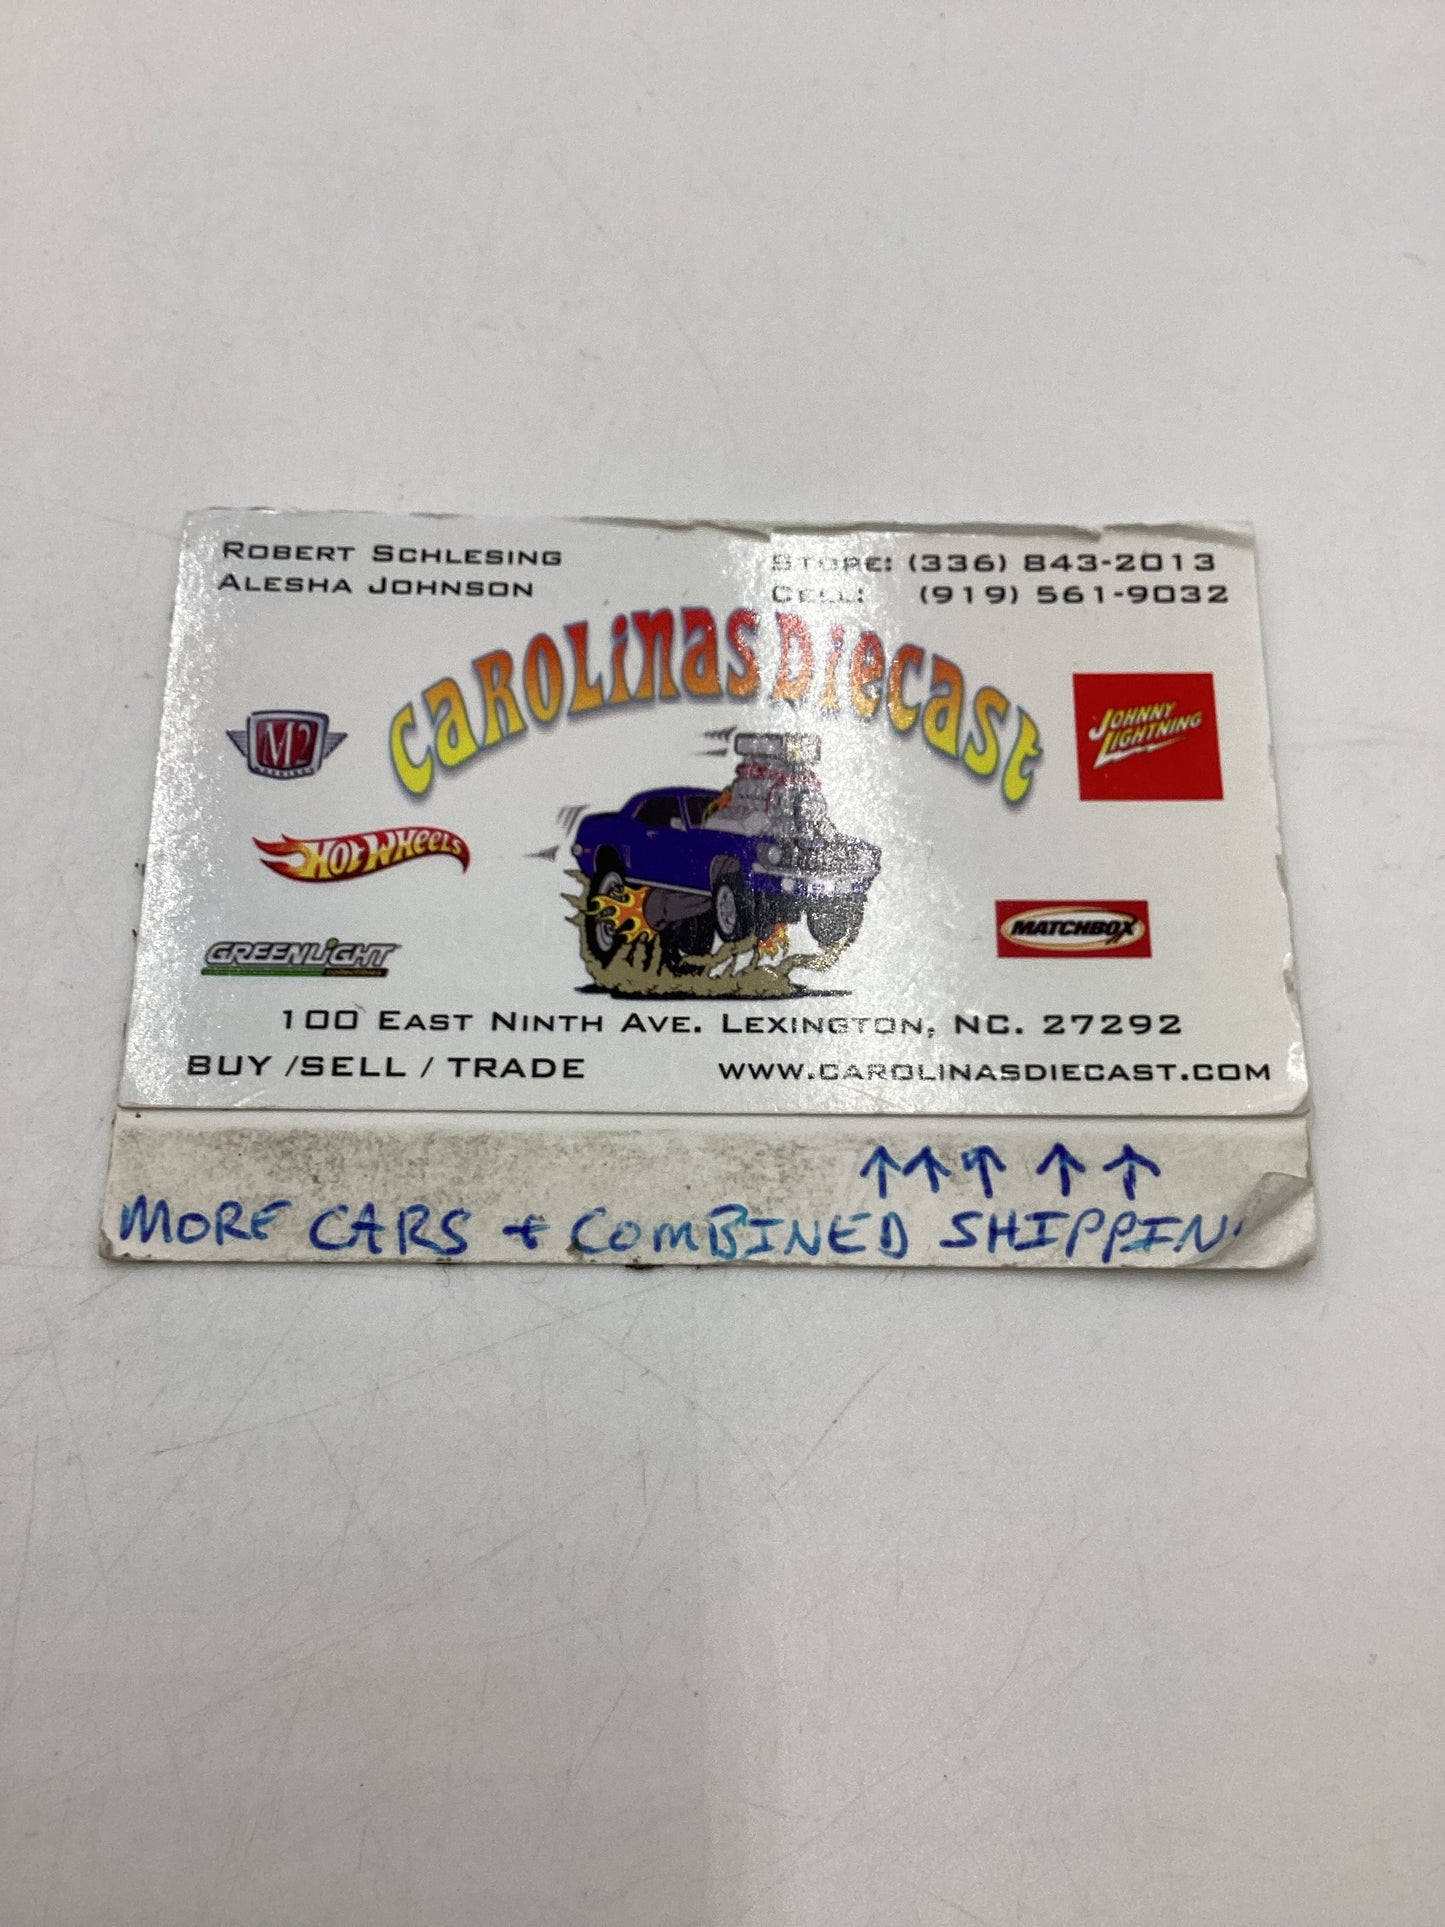 ROBERT SCHLESING
ALESHA JOHNSON
STORE: (336) 843-2013
CELL: (919) 561-9032
CAROLINAS DIECAST
M2
JOHNNY
LIGHTNING
HOT WHEELS
MATCHBOX
GREENLIGHT
100 EAST NINTH AVE. LEXINGTON, NC. 27292
BUY /SELL / TRADE
WWW.CAROLINASDIECAST.COM
↑ ↑ ↑ ↑ ↑
MORE CARS + COMBINED SHIPPIN